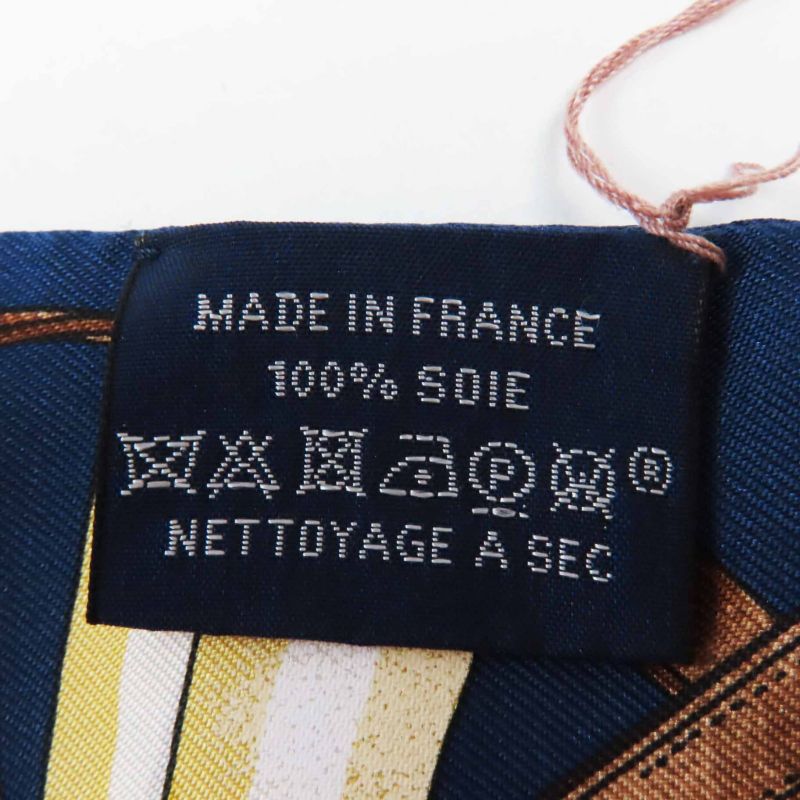 MADE IN FRANCE
100% SOIE
P W ®
NETTOYAGE A SEC